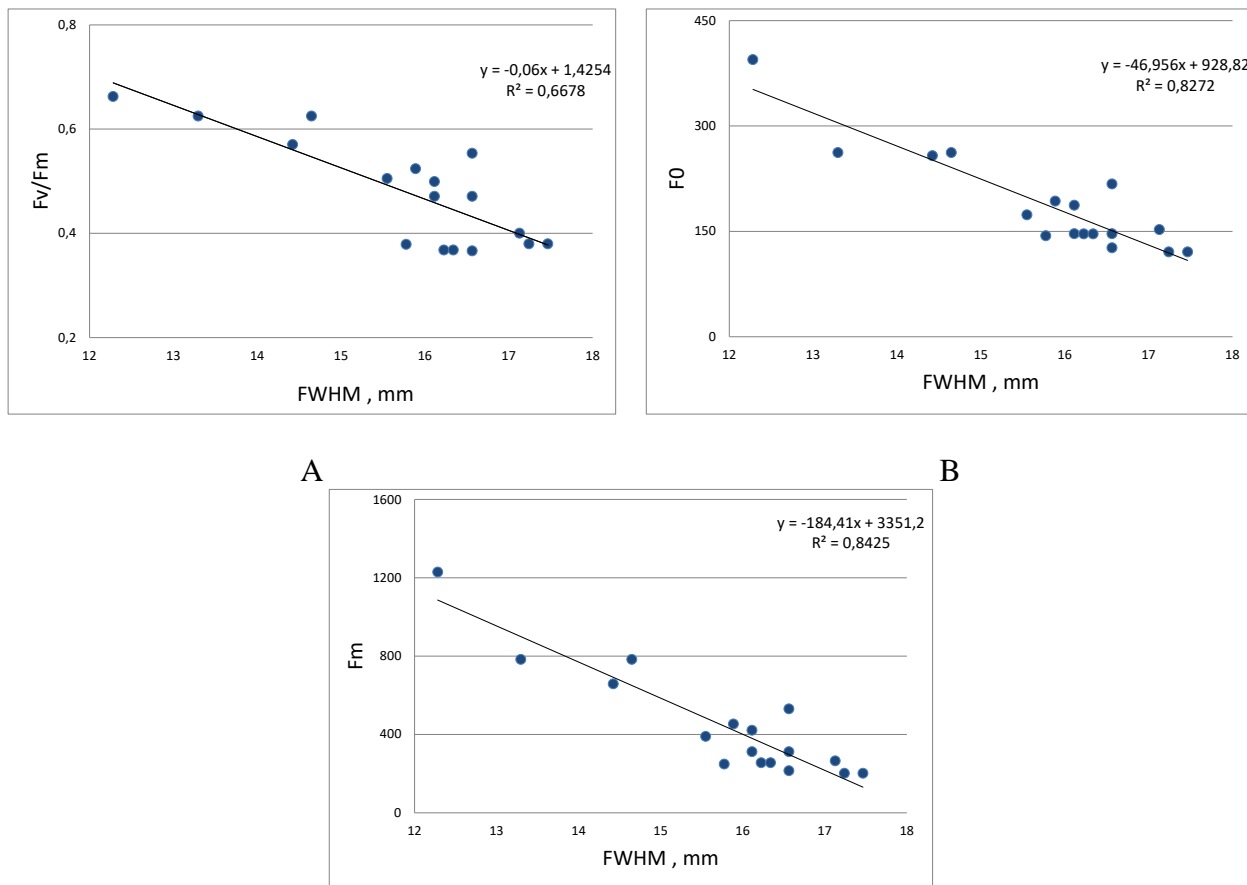 0,8
0,6
0,4
0,2
Fv/Fm
y = -0,06x + 1,4254
R² = 0,6678
12 13 14 15 16 17 18
FWHM , mm
450
300
150
0
F0
y = -46,956x + 928,82
R² = 0,8272
12 13 14 15 16 17 18
FWHM , mm
A
B
1600
1200
800
400
0
Fm
y = -184,41x + 3351,2
R² = 0,8425
12 13 14 15 16 17 18
FWHM , mm